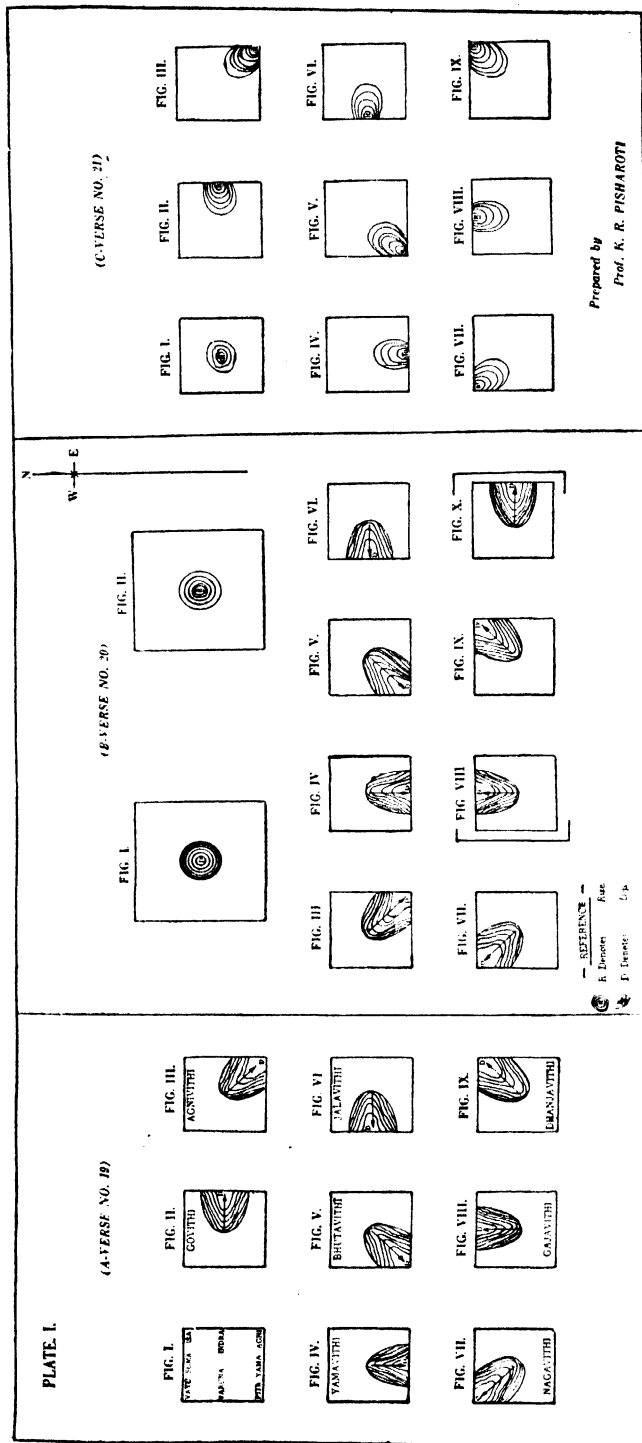 PLATE. I.
(A-VERSE NO. 19)
FIG. I. FIG. II. FIG. III.
VAYU SOMA ISA
VARUNA INDRA
PITR YAMA AGNI
GOVITHI
AGNIVITHI
FIG. IV. FIG. V. FIG. VI
YAMAVITHI
BHUTAVITHI
JALAVITHI
FIG. VII. FIG. VIII. FIG. IX.
NAGAVITHI
GAJAVITHI
DHANJAVITHI
(B-VERSE NO. 20)
FIG. I. FIG. II.
N
W E
FIG. III FIG. IV FIG. V. FIG. VI.
FIG. VII. FIG. VIII FIG. IX. FIG. X.
— REFERENCE —
R Denotes Rise.
D Denotes
(C-VERSE NO. 21)
FIG. I. FIG. II. FIG. III.
FIG. IV. FIG. V. FIG. VI.
FIG. VII. FIG. VIII. FIG. IX.
Prepared by
Prof. K. R. PISHAROTI